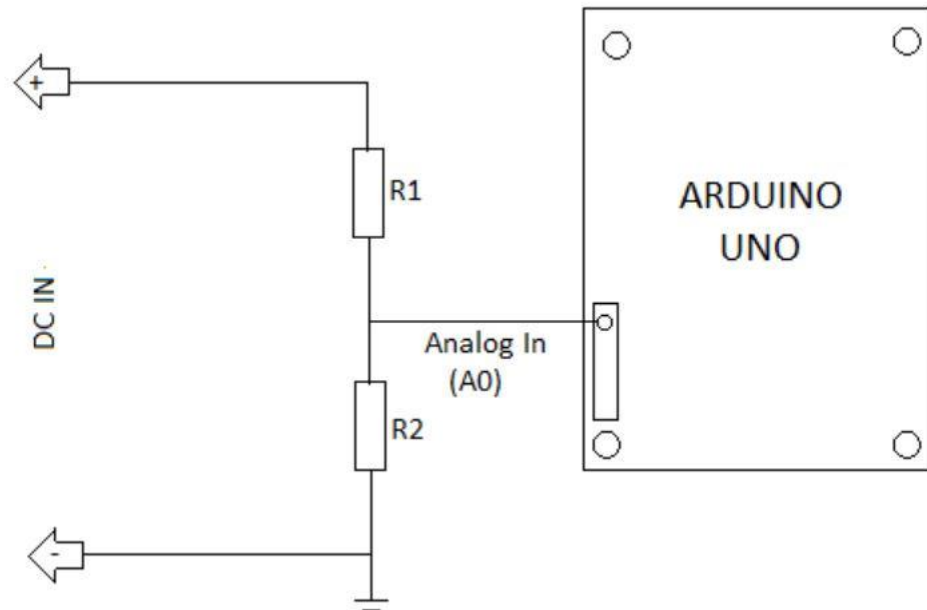 +
R1
ARDUINO
UNO
DC IN
Analog In
(A0)
R2
-